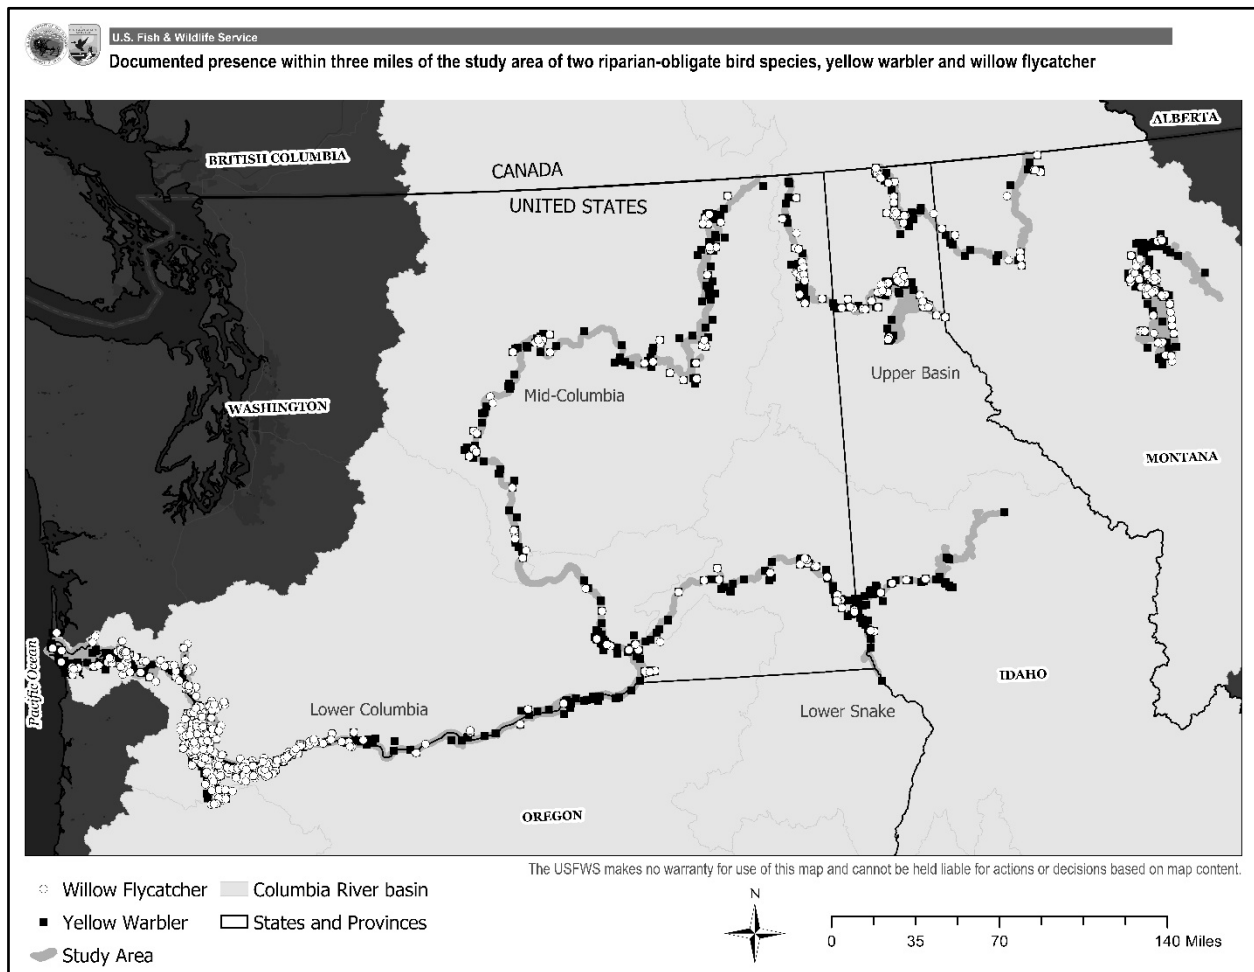 U.S. Fish & Wildlife Service
Documented presence within three miles of the study area of two riparian-obligate bird species, yellow warbler and willow flycatcher
ALBERTA
BRITISH COLUMBIA
CANADA
UNITED STATES
Upper Basin
Mid-Columbia
WASHINGTON
MONTANA
Pacific Ocean
IDAHO
Lower Columbia
Lower Snake
OREGON
The USFWS makes no warranty for use of this map and cannot be held liable for actions or decisions based on map content.
Willow Flycatcher
Columbia River basin
Yellow Warbler
States and Provinces
Study Area
N
0 35 70 140 Miles